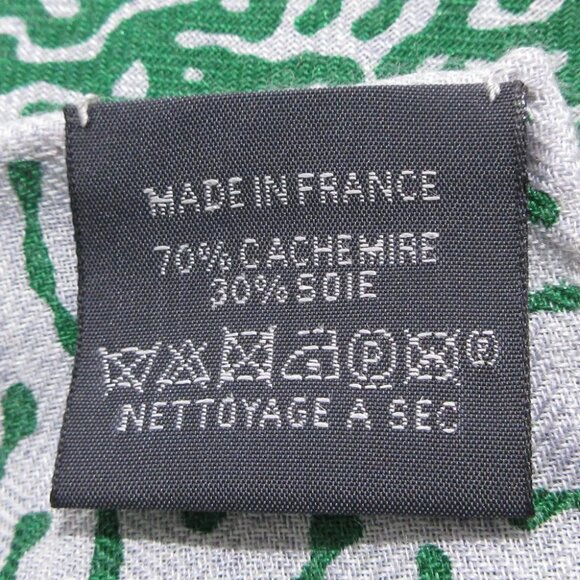 MADE IN FRANCE
70% CACHEMIRE
30% SOIE
P
NETTOYAGE A SEC